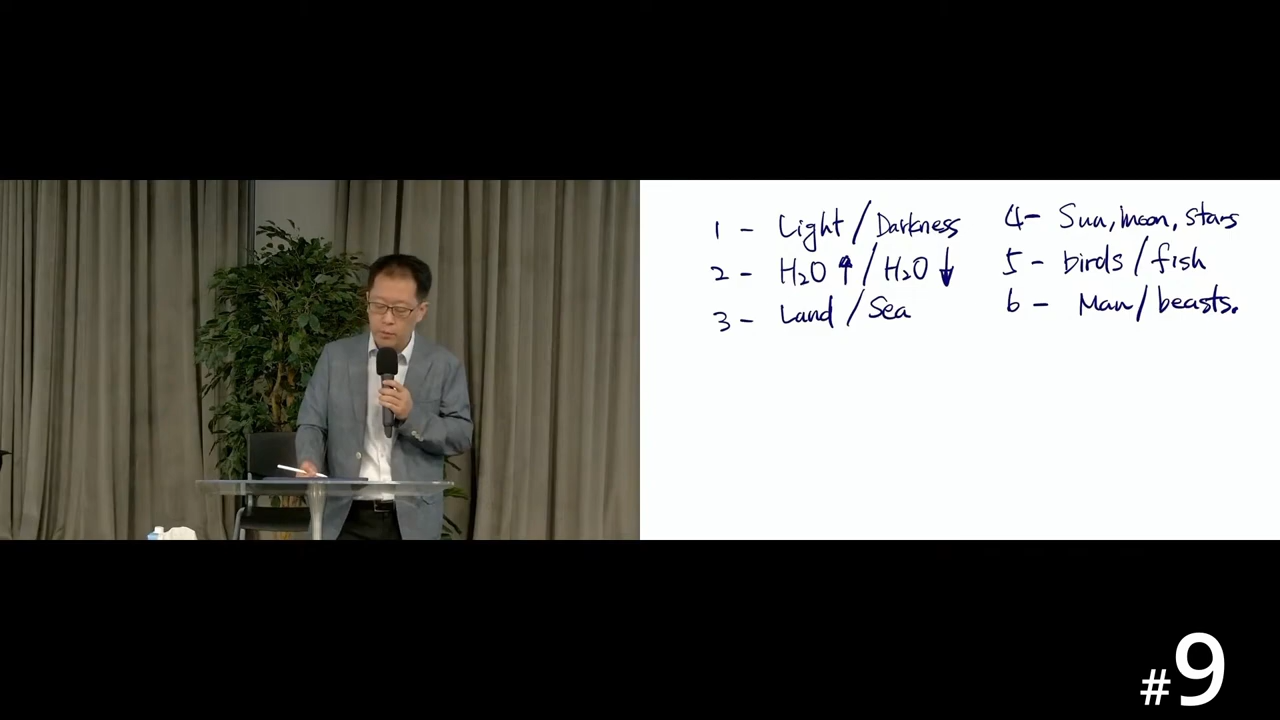 1 - Light / Darkness
2 - H₂O ↑ / H₂O ↓
3 - Land / Sea
4 - Sun, moon, stars
5 - birds / fish
6 - Man / beasts.
#9